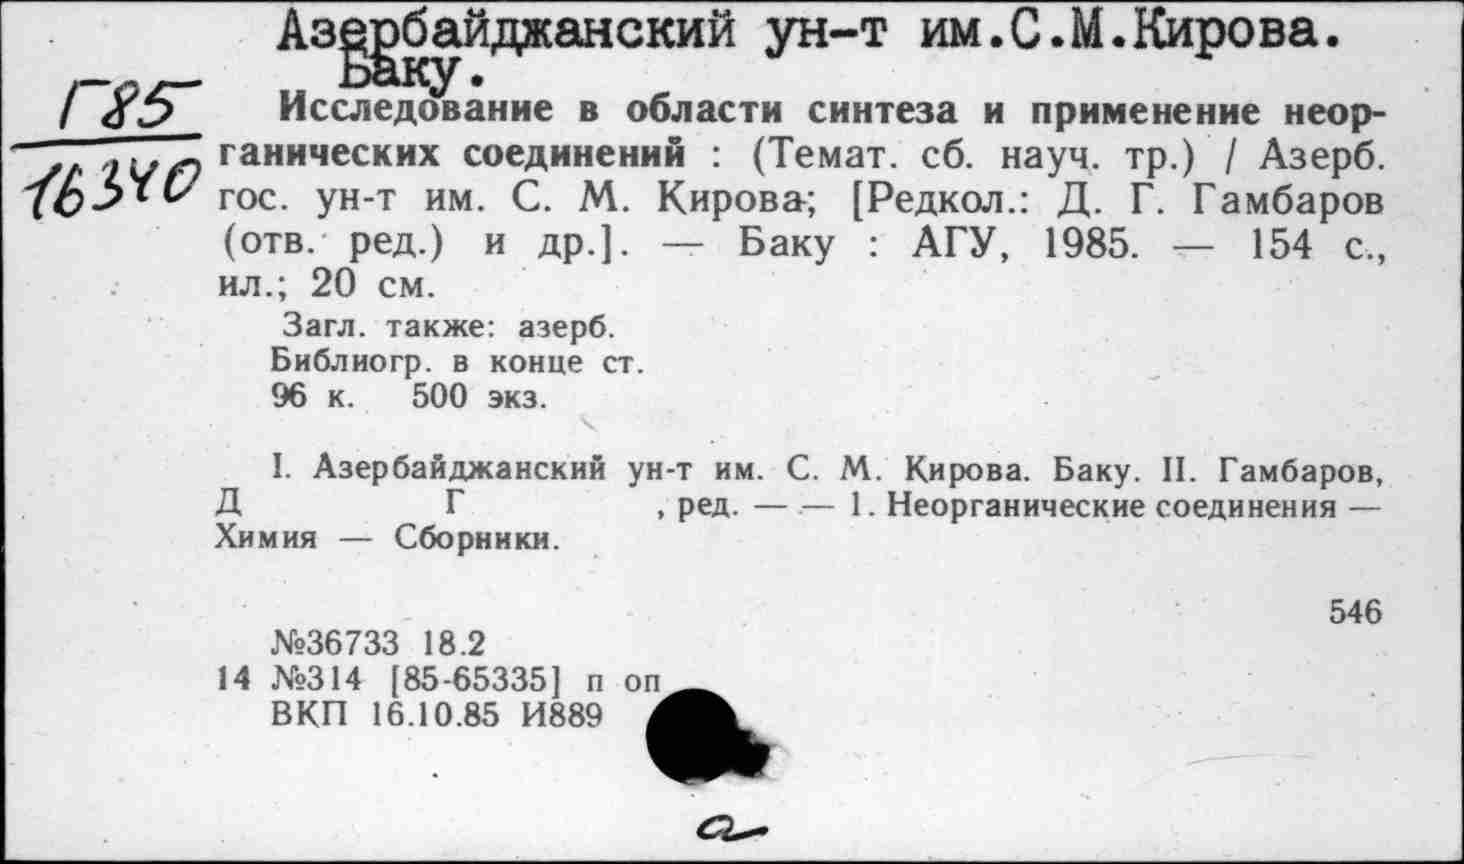 Азербайджанский ун-т им.С.М.Кирова.
Баку.
Г85
16340
Исследование в области синтеза и применение неор-
ганических соединений : (Темат. сб. науч. тр.) / Азерб.
гос. ун-т им. С. М. Кирова; [Редкол.: Д. Г. Гамбаров
(отв. ред.) и др.]. — Баку : АГУ, 1985. — 154 с.,
ил.; 20 см.
Загл. также: азерб.
Библиогр. в конце ст.
96 к. 500 экз.
I. Азербайджанский ун-т им. С. М. Кирова. Баку. II. Гамбаров,
Д Г , ред. — — 1. Неорганические соединения —
Химия — Сборники.
546
№36733 18.2
14 №314 [85-65335] п оп
ВКП 16.10.85 И889